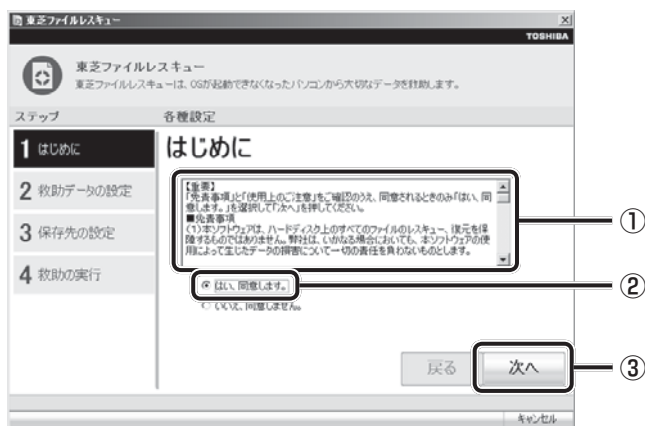 東芝ファイルレスキュー
TOSHIBA
東芝ファイルレスキュー
東芝ファイルレスキューは、OSが起動できなくなったパソコンから大切なデータを救助します。
ステップ
各種設定
1 はじめに
2 救助データの設定
3 保存先の設定
4 救助の実行
はじめに
【重要】
「免責事項」と「使用上のご注意」をご確認のうえ、同意されるときのみ「はい、同
意します。」を選択して「次へ」を押してください。
■免責事項
(1)本ソフトウェアは、ハードディスク上のすべてのファイルのレスキュー、復元を保
障するものではありません。弊社は、いかなる場合においても、本ソフトウェアの使
用によって生じたデータの損害について一切の責任を負わないものとします。
①
はい、同意します。
②
いいえ、同意しません。
戻る
次へ
③
キャンセル